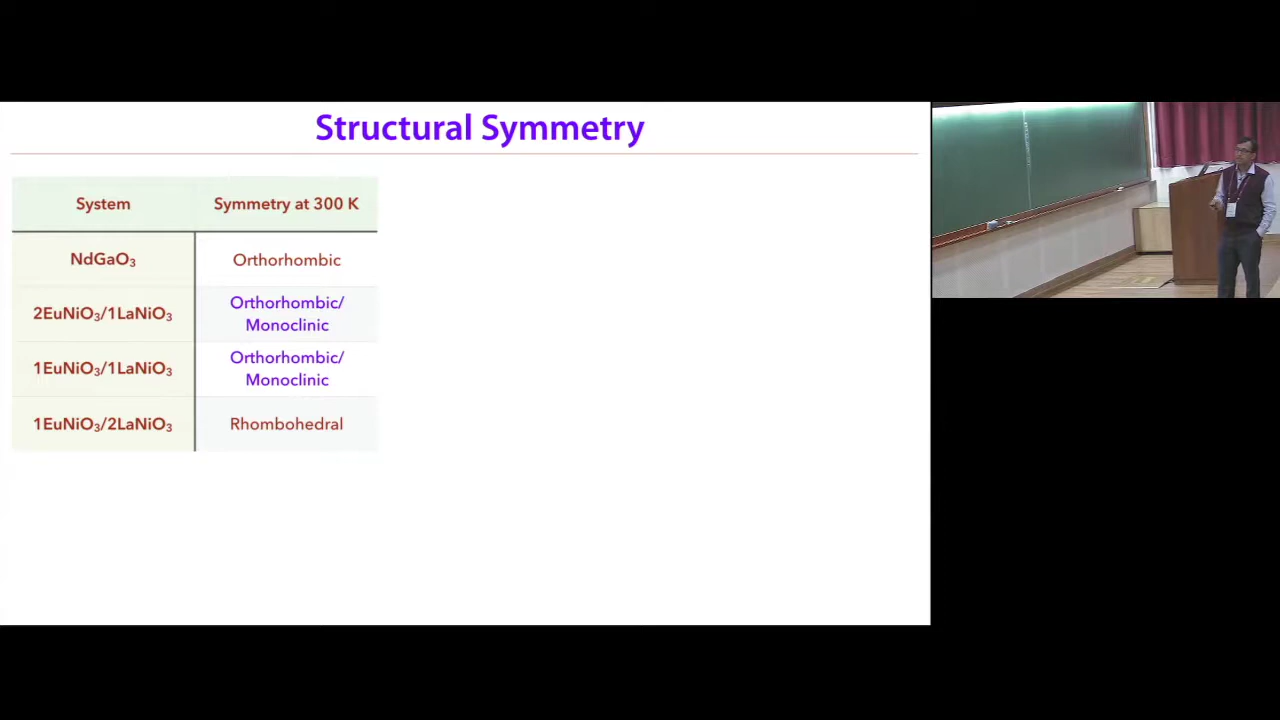 Structural Symmetry
System Symmetry at 300 K
NdGaO₃ Orthorhombic
2EuNiO₃/1LaNiO₃ Orthorhombic/
Monoclinic
1EuNiO₃/1LaNiO₃ Orthorhombic/
Monoclinic
1EuNiO₃/2LaNiO₃ Rhombohedral